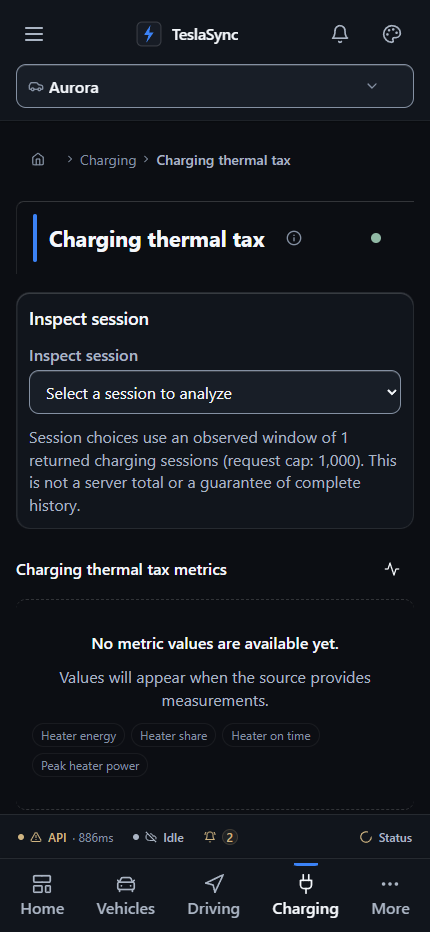 TeslaSync
Aurora
Charging
Charging thermal tax
Charging thermal tax
Inspect session
Inspect session
Select a session to analyze
Session choices use an observed window of 1
returned charging sessions (request cap: 1,000). This
is not a server total or a guarantee of complete
history.
Charging thermal tax metrics
No metric values are available yet.
Values will appear when the source provides
measurements.
Heater energy
Heater share
Heater on time
Peak heater power
API · 886ms
Idle
2
Status
Home
Vehicles
Driving
Charging
More